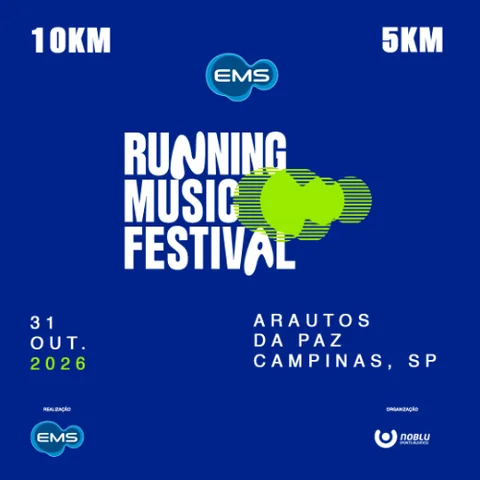 10KM
5KM
EMS
RUNNING
MUSIC
FESTIVAL
31
OUT.
2026
ARAUTOS
DA PAZ
CAMPINAS, SP
REALIZAÇÃO
EMS
ORGANIZAÇÃO
NOBLU